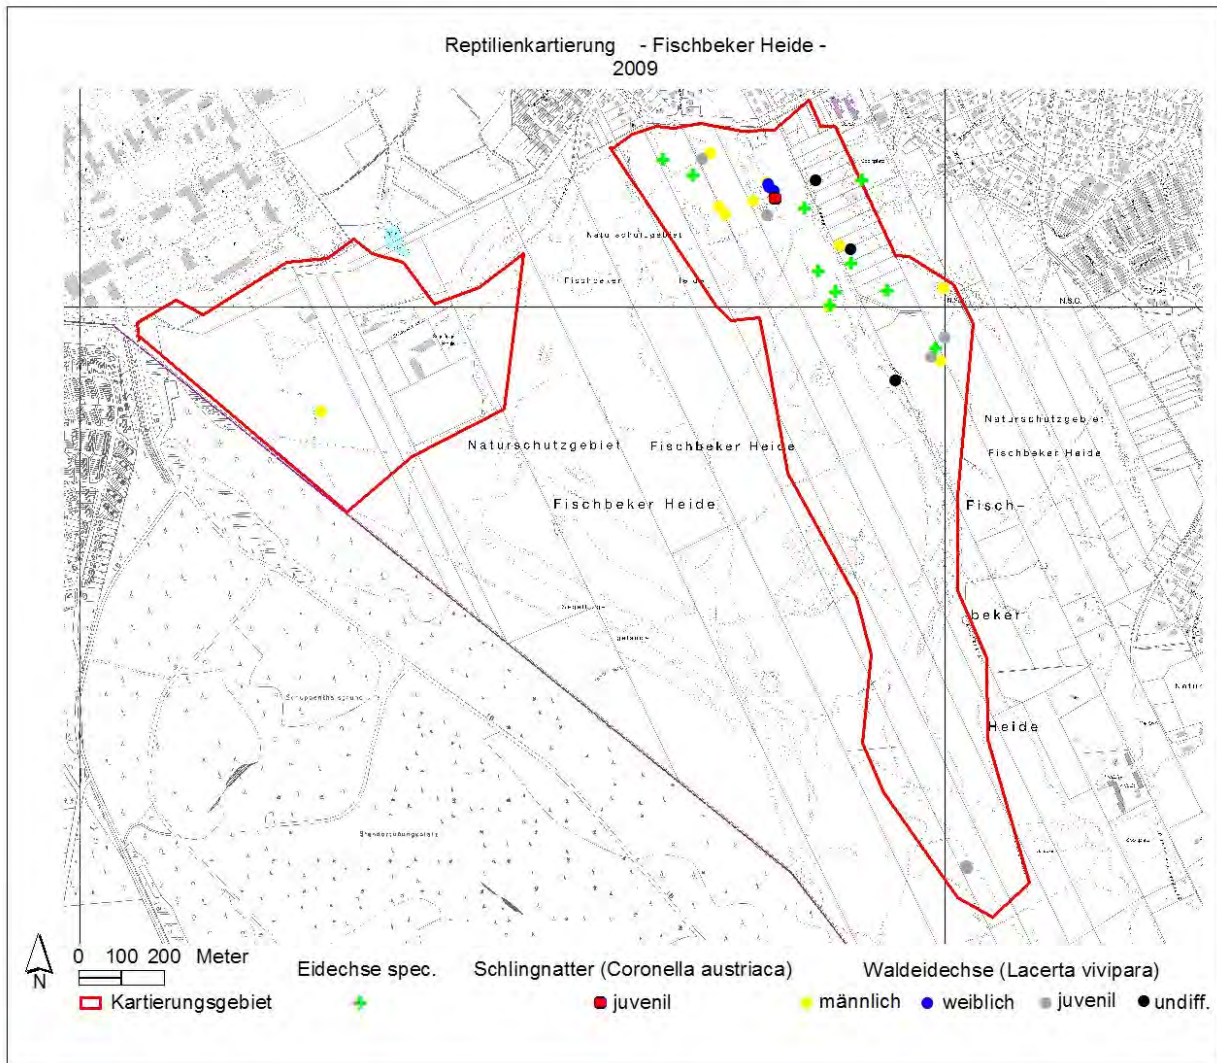 Reptilienkartierung - Fischbeker Heide -
2009
Naturschutzgebiet
Fischbeker Heide
N.S.G.
Naturschutzgebiet Fischbeker Heide
Naturschutzgebiet
Fischbeker Heide
Fischbeker Heide
Fisch-
beker
Heide
0 100 200 Meter
N
Eidechse spec. Schlingnatter (Coronella austriaca) Waldeidechse (Lacerta vivipara)
Kartierungsgebiet juvenil männlich weiblich juvenil undiff.